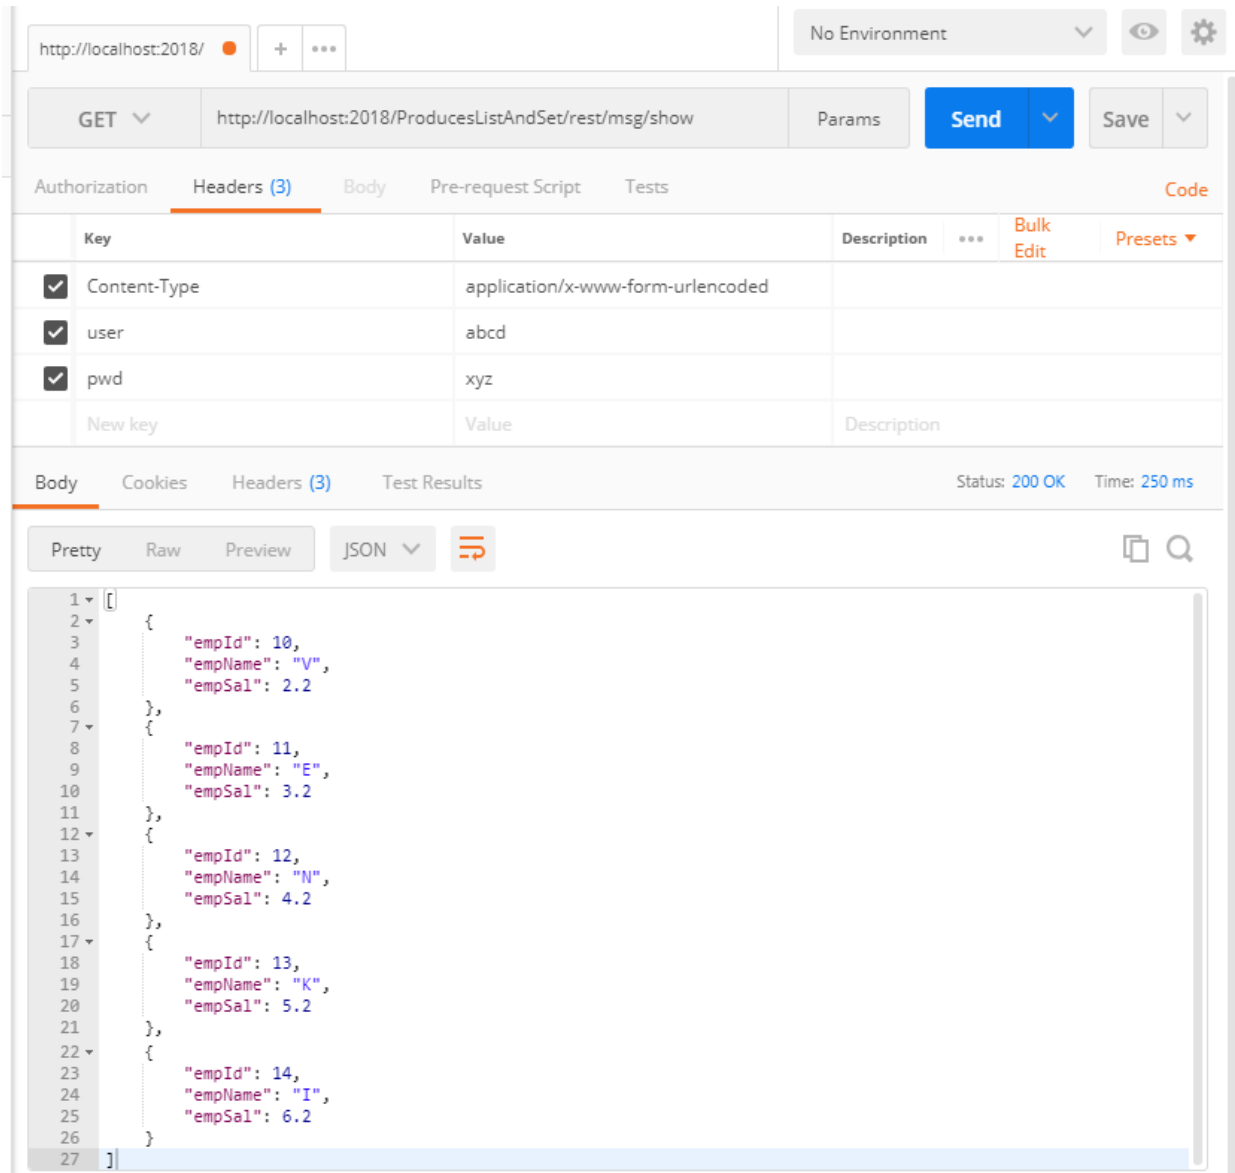 http://localhost:2018/ + ••• No Environment
GET http://localhost:2018/ProducesListAndSet/rest/msg/show Params Send Save
Authorization Headers (3) Body Pre-request Script Tests Code
Key Value Description ••• Bulk Edit Presets
Content-Type application/x-www-form-urlencoded
user abcd
pwd xyz
New key Value Description
Body Cookies Headers (3) Test Results Status: 200 OK Time: 250 ms
Pretty Raw Preview JSON
1 [
2 {
3 "empId": 10,
4 "empName": "V",
5 "empSal": 2.2
6 },
7 {
8 "empId": 11,
9 "empName": "E",
10 "empSal": 3.2
11 },
12 {
13 "empId": 12,
14 "empName": "N",
15 "empSal": 4.2
16 },
17 {
18 "empId": 13,
19 "empName": "K",
20 "empSal": 5.2
21 },
22 {
23 "empId": 14,
24 "empName": "I",
25 "empSal": 6.2
26 }
27 ]